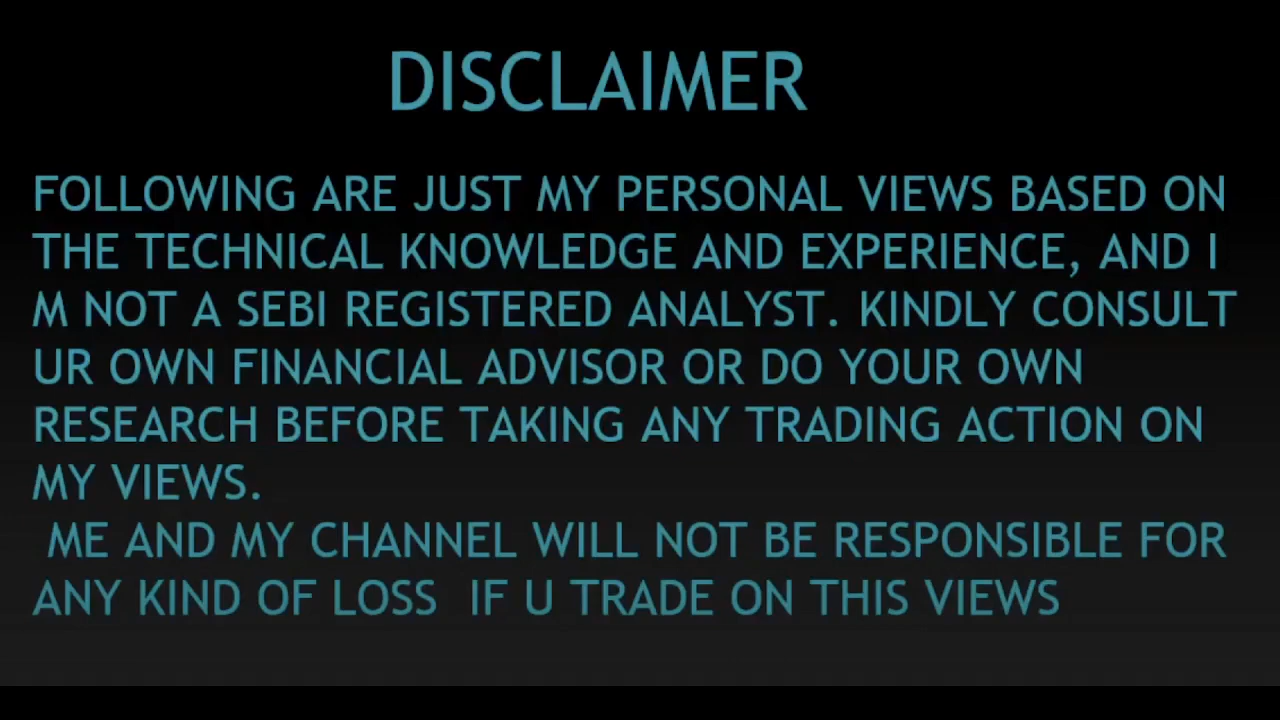 DISCLAIMER
FOLLOWING ARE JUST MY PERSONAL VIEWS BASED ON
THE TECHNICAL KNOWLEDGE AND EXPERIENCE, AND I
M NOT A SEBI REGISTERED ANALYST. KINDLY CONSULT
UR OWN FINANCIAL ADVISOR OR DO YOUR OWN
RESEARCH BEFORE TAKING ANY TRADING ACTION ON
MY VIEWS.
ME AND MY CHANNEL WILL NOT BE RESPONSIBLE FOR
ANY KIND OF LOSS  IF U TRADE ON THIS VIEWS